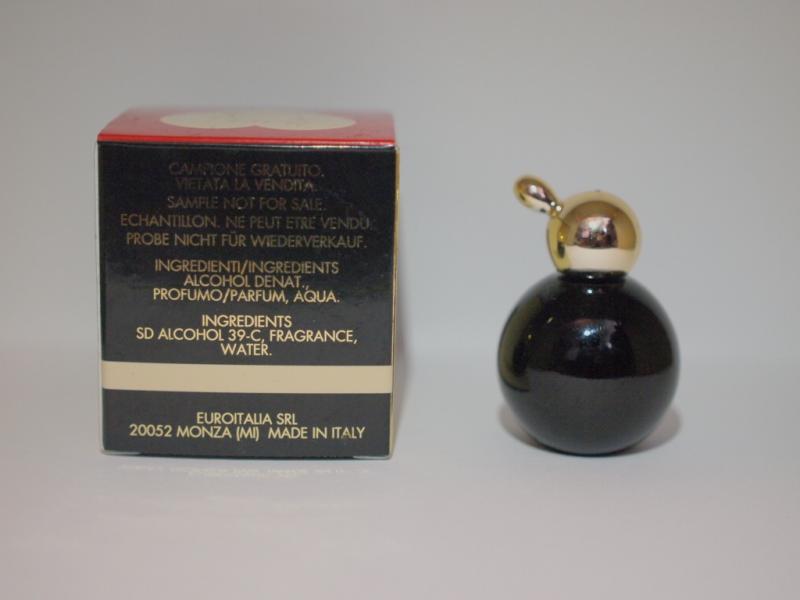 CAMPIONE GRATUITO.
VIETATA LA VENDITA.
SAMPLE NOT FOR SALE.
ECHANTILLON. NE PEUT ETRE VENDU.
PROBE NICHT FÜR WIEDERVERKAUF.
INGREDIENTI/INGREDIENTS
ALCOHOL DENAT.,
PROFUMO/PARFUM, AQUA.
INGREDIENTS
SD ALCOHOL 39-C, FRAGRANCE,
WATER.
EUROITALIA SRL
20052 MONZA (MI) MADE IN ITALY